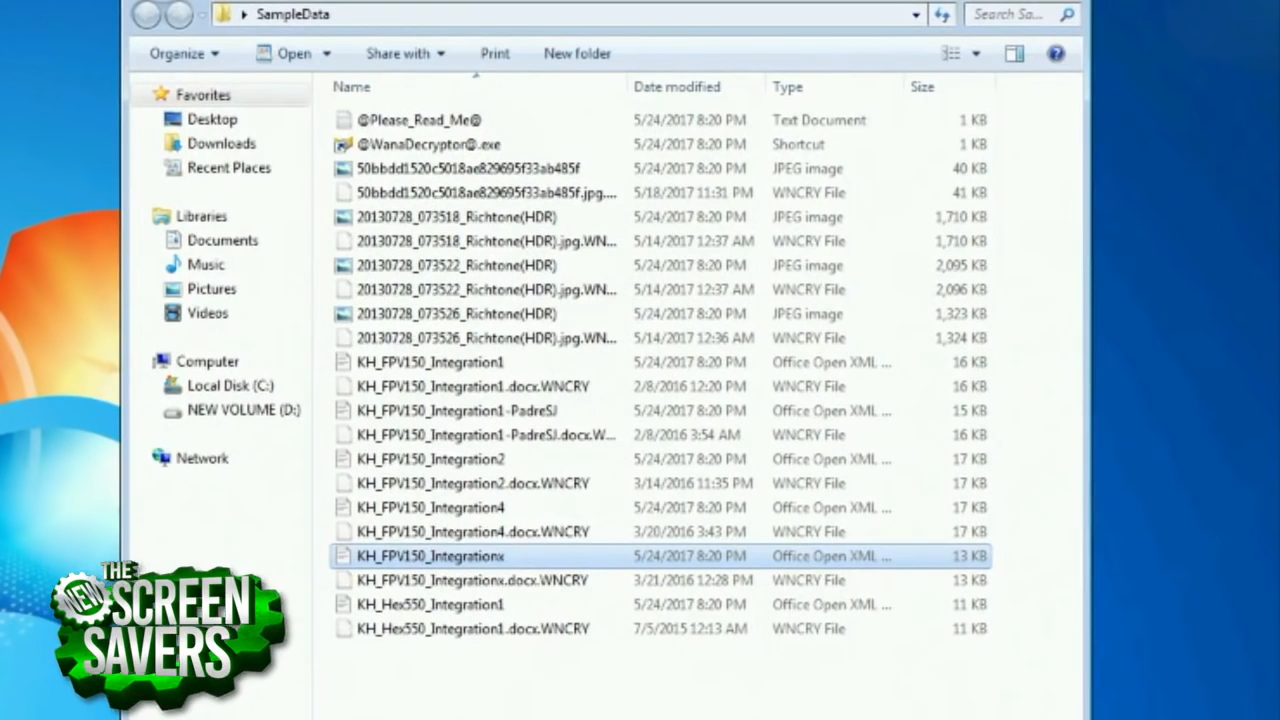 SampleData Search Sa...
Organize Open Share with Print New folder
Name Date modified Type Size
Favorites
Desktop
Downloads
Recent Places
Libraries
Documents
Music
Pictures
Videos
Computer
Local Disk (C:)
NEW VOLUME (D:)
Network
@Please_Read_Me@ 5/24/2017 8:20 PM Text Document 1 KB
@WanaDecryptor@.exe 5/24/2017 8:20 PM Shortcut 1 KB
50bbdd1520c5018ae829695f33ab485f 5/24/2017 8:20 PM JPEG image 40 KB
50bbdd1520c5018ae829695f33ab485f.jpg.... 5/18/2017 11:31 PM WNCRY File 41 KB
20130728_073518_Richtone(HDR) 5/24/2017 8:20 PM JPEG image 1,710 KB
20130728_073518_Richtone(HDR).jpg.WN... 5/14/2017 12:37 AM WNCRY File 1,710 KB
20130728_073522_Richtone(HDR) 5/24/2017 8:20 PM JPEG image 2,095 KB
20130728_073522_Richtone(HDR).jpg.WN... 5/14/2017 12:37 AM WNCRY File 2,096 KB
20130728_073526_Richtone(HDR) 5/24/2017 8:20 PM JPEG image 1,323 KB
20130728_073526_Richtone(HDR).jpg.WN... 5/14/2017 12:36 AM WNCRY File 1,324 KB
KH_FPV150_Integration1 5/24/2017 8:20 PM Office Open XML ... 16 KB
KH_FPV150_Integration1.docx.WNCRY 2/8/2016 12:20 PM WNCRY File 16 KB
KH_FPV150_Integration1-PadreSJ 5/24/2017 8:20 PM Office Open XML ... 15 KB
KH_FPV150_Integration1-PadreSJ.docx.W... 2/8/2016 3:54 AM WNCRY File 16 KB
KH_FPV150_Integration2 5/24/2017 8:20 PM Office Open XML ... 17 KB
KH_FPV150_Integration2.docx.WNCRY 3/14/2016 11:35 PM WNCRY File 17 KB
KH_FPV150_Integration4 5/24/2017 8:20 PM Office Open XML ... 17 KB
KH_FPV150_Integration4.docx.WNCRY 3/20/2016 3:43 PM WNCRY File 17 KB
KH_FPV150_Integrationx 5/24/2017 8:20 PM Office Open XML ... 13 KB
KH_FPV150_Integrationx.docx.WNCRY 3/21/2016 12:28 PM WNCRY File 13 KB
KH_Hex550_Integration1 5/24/2017 8:20 PM Office Open XML ... 11 KB
KH_Hex550_Integration1.docx.WNCRY 7/5/2015 12:13 AM WNCRY File 11 KB
THE
NEW SCREEN
SAVERS